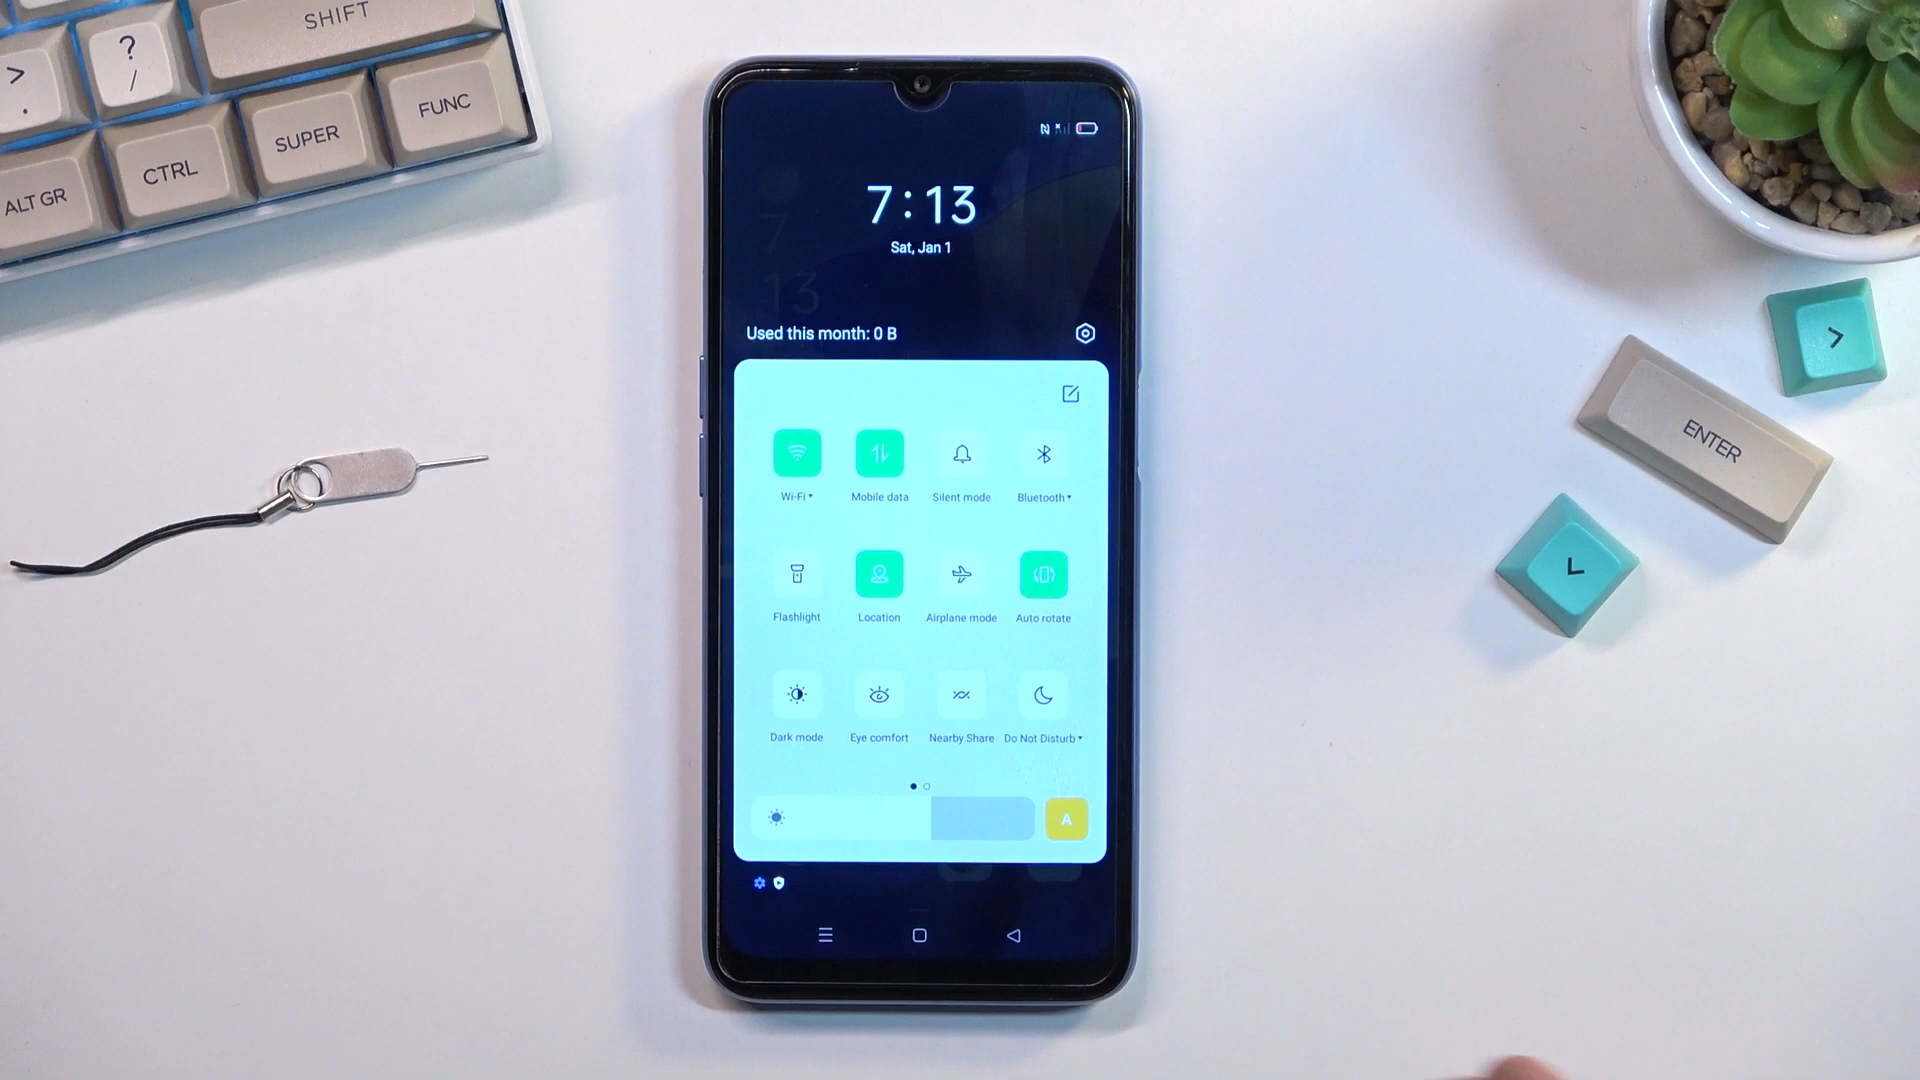 SHIFT
> ?
. /
FUNC
SUPER
CTRL
ALT GR
7:13
Sat, Jan 1
7
13
Used this month: 0 B
Wi-Fi
Mobile data
Silent mode
Bluetooth
Flashlight
Location
Airplane mode
Auto rotate
Dark mode
Eye comfort
Nearby Share
Do Not Disturb
A
>
ENTER
<